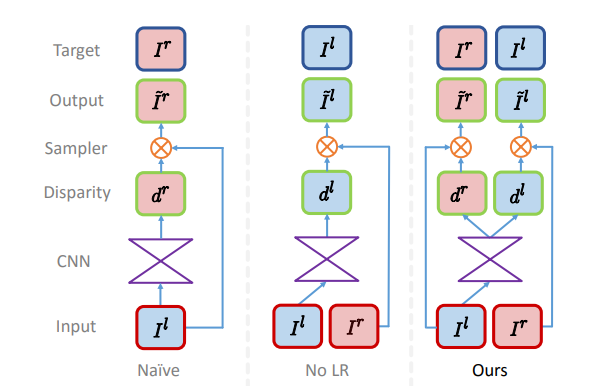 Target I^r I^l I^r I^l
Output Ĩ^r Ĩ^l Ĩ^r Ĩ^l
Sampler
Disparity d^r d^l d^r d^l
CNN
Input I^l I^l I^r I^l I^r
Naïve No LR Ours